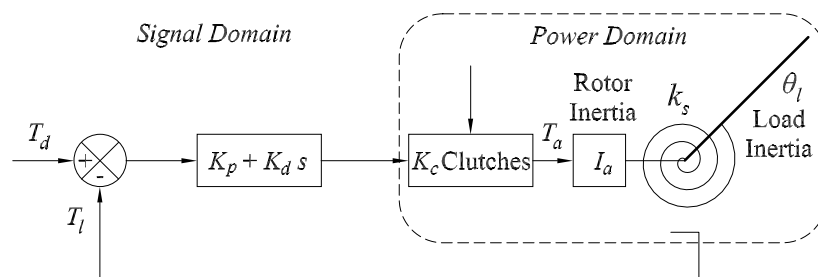 Signal Domain
Power Domain
T_d
+
-
T_l
K_p + K_d s
K_c Clutches
T_a
Rotor
Inertia
I_a
k_s
θ_l
Load
Inertia